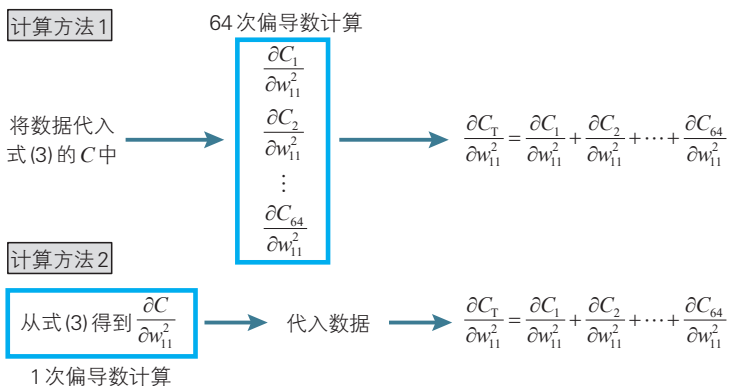 计算方法1
64次偏导数计算
∂C₁/∂w²₁₁
∂C₂/∂w²₁₁
⋮
∂C₆₄/∂w²₁₁
将数据代入
式(3)的C中
∂C_T/∂w²₁₁ = ∂C₁/∂w²₁₁ + ∂C₂/∂w²₁₁ + ⋯ + ∂C₆₄/∂w²₁₁
计算方法2
从式(3)得到 ∂C/∂w²₁₁
代入数据
∂C_T/∂w²₁₁ = ∂C₁/∂w²₁₁ + ∂C₂/∂w²₁₁ + ⋯ + ∂C₆₄/∂w²₁₁
1次偏导数计算